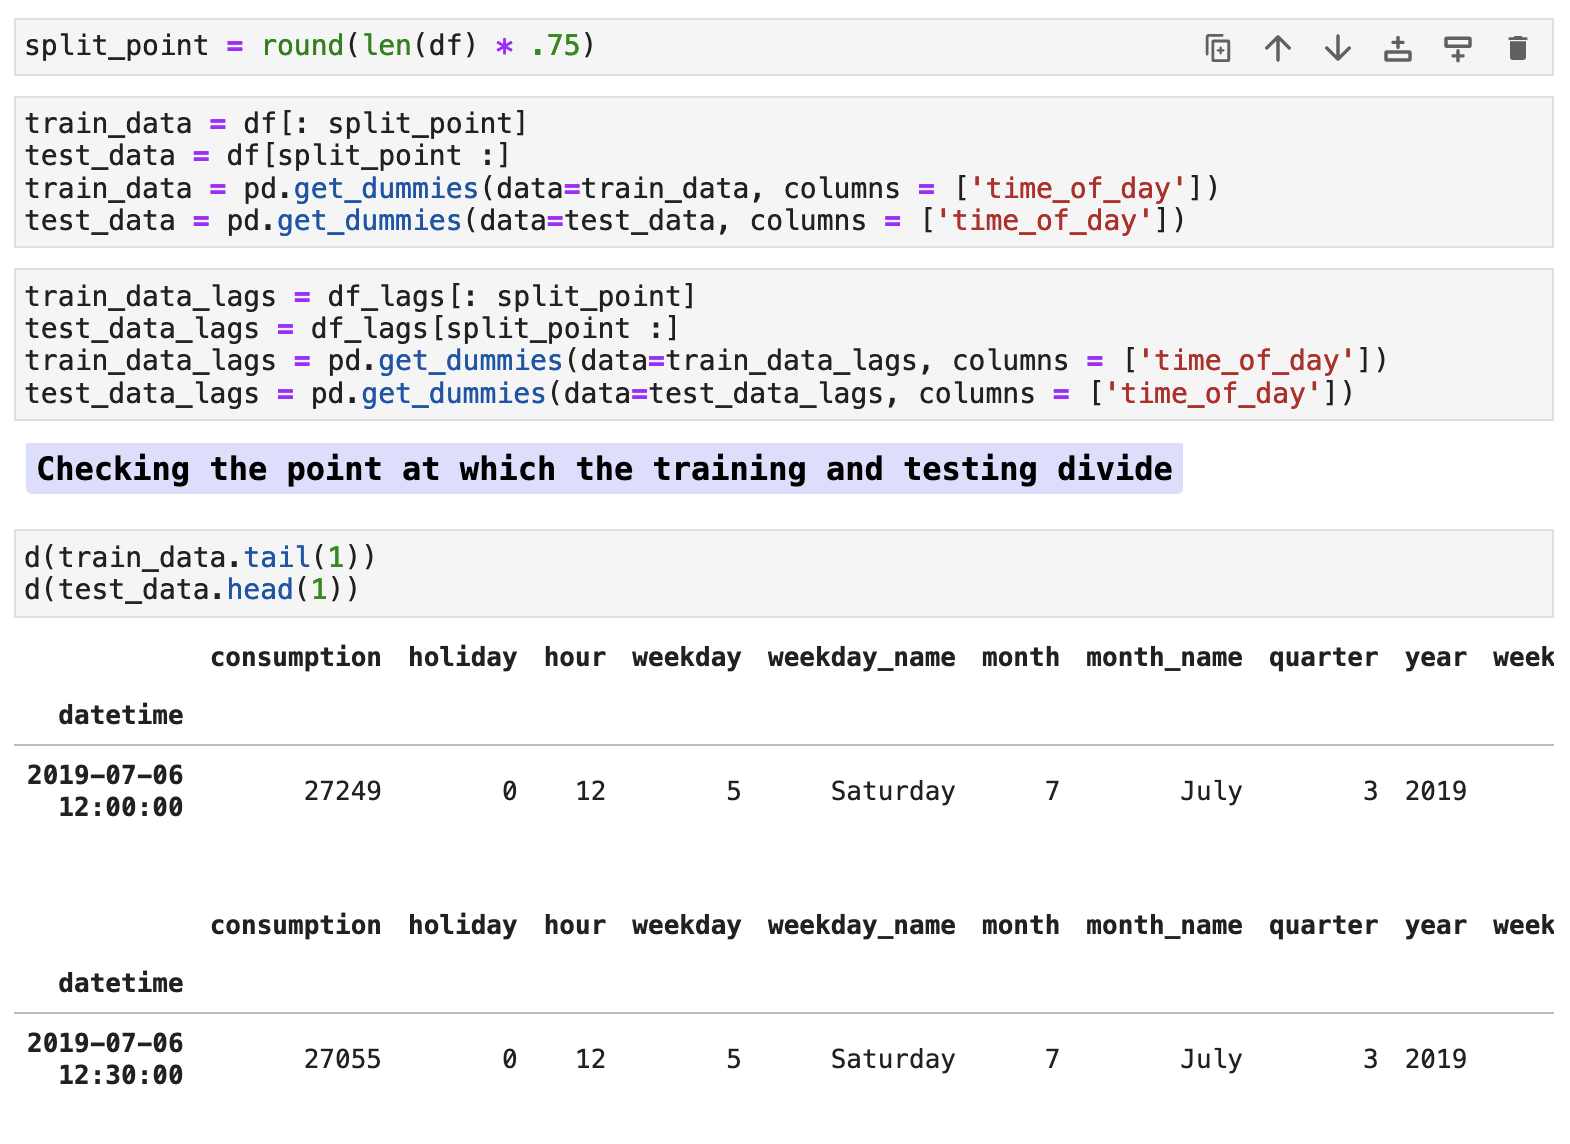 split_point = round(len(df) * .75)
train_data = df[: split_point]
test_data = df[split_point :]
train_data = pd.get_dummies(data=train_data, columns = ['time_of_day'])
test_data = pd.get_dummies(data=test_data, columns = ['time_of_day'])
train_data_lags = df_lags[: split_point]
test_data_lags = df_lags[split_point :]
train_data_lags = pd.get_dummies(data=train_data_lags, columns = ['time_of_day'])
test_data_lags = pd.get_dummies(data=test_data_lags, columns = ['time_of_day'])
Checking the point at which the training and testing divide
d(train_data.tail(1))
d(test_data.head(1))
consumption holiday hour weekday weekday_name month month_name quarter year week
datetime
2019-07-06
12:00:00 27249 0 12 5 Saturday 7 July 3 2019
consumption holiday hour weekday weekday_name month month_name quarter year week
datetime
2019-07-06
12:30:00 27055 0 12 5 Saturday 7 July 3 2019